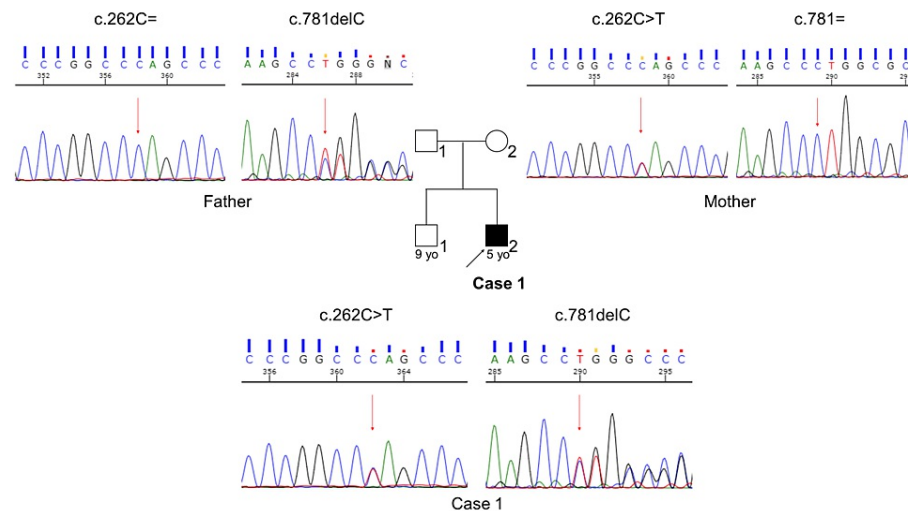 c.262C=
c.781delC
c.262C>T
c.781=
C C C G G C C C A G C C C
352 356 360
A A G C C T G G G N C
284 288
C C C G G C C C A G C C C
355 360
A A G C C C T G G C G C
285 290
1
2
Father
Mother
9 yo 1
5 yo 2
Case 1
c.262C>T
c.781delC
C C C G G C C C A G C C C
356 360 364
A A G C C T G G G C C C
285 290 295
Case 1